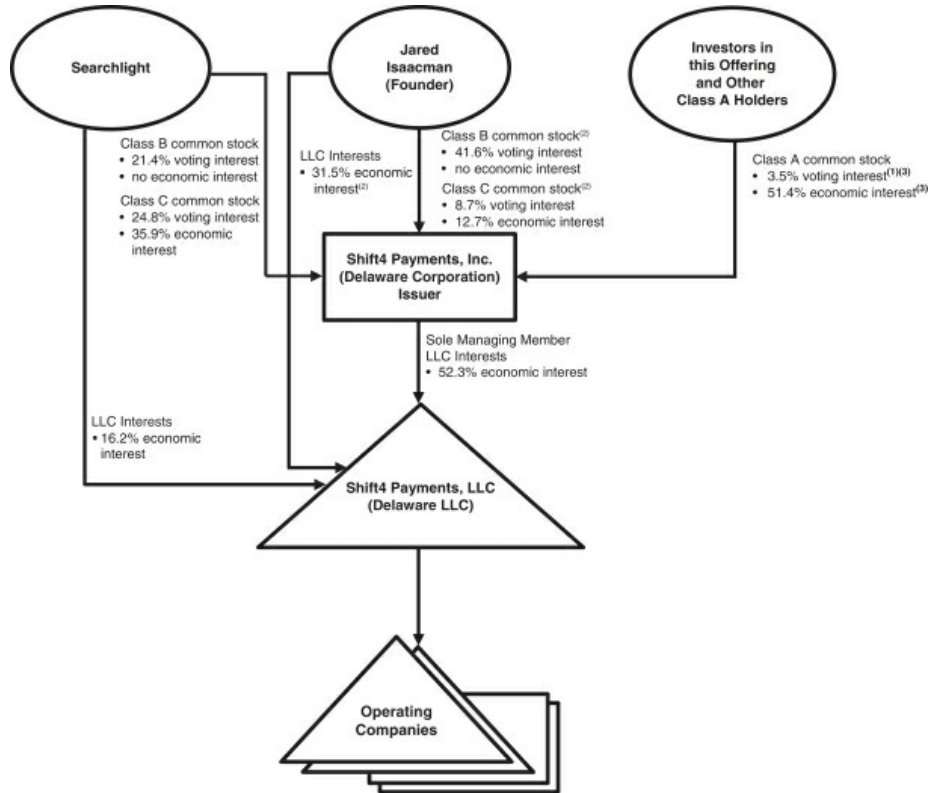 Searchlight
Jared
Isaacman
(Founder)
Investors in
this Offering
and Other
Class A Holders
Class B common stock
• 21.4% voting interest
• no economic interest
Class C common stock
• 24.8% voting interest
• 35.9% economic
interest
LLC Interests
• 31.5% economic
interest(2)
Class B common stock(2)
• 41.6% voting interest
• no economic interest
Class C common stock(2)
• 8.7% voting interest
• 12.7% economic interest
Class A common stock
• 3.5% voting interest(1)(3)
• 51.4% economic interest(3)
Shift4 Payments, Inc.
(Delaware Corporation)
Issuer
Sole Managing Member
LLC Interests
• 52.3% economic interest
LLC Interests
• 16.2% economic
interest
Shift4 Payments, LLC
(Delaware LLC)
Operating
Companies